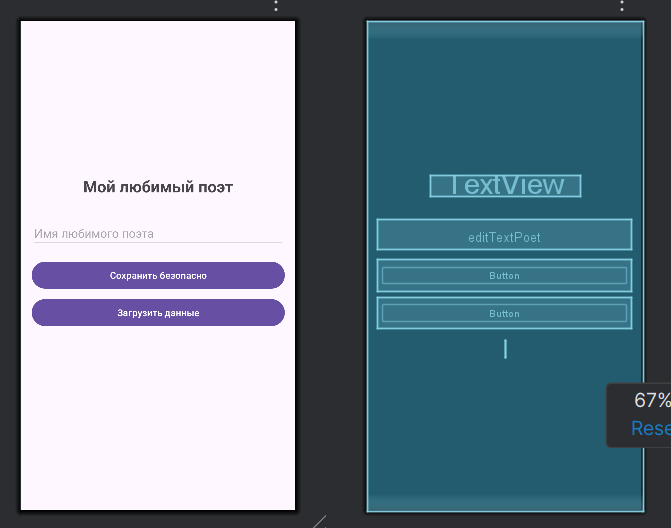 Мой любимый поэт
Имя любимого поэта
Сохранить безопасно
Загрузить данные
TextView
editTextPoet
Button
Button
67%
Rese